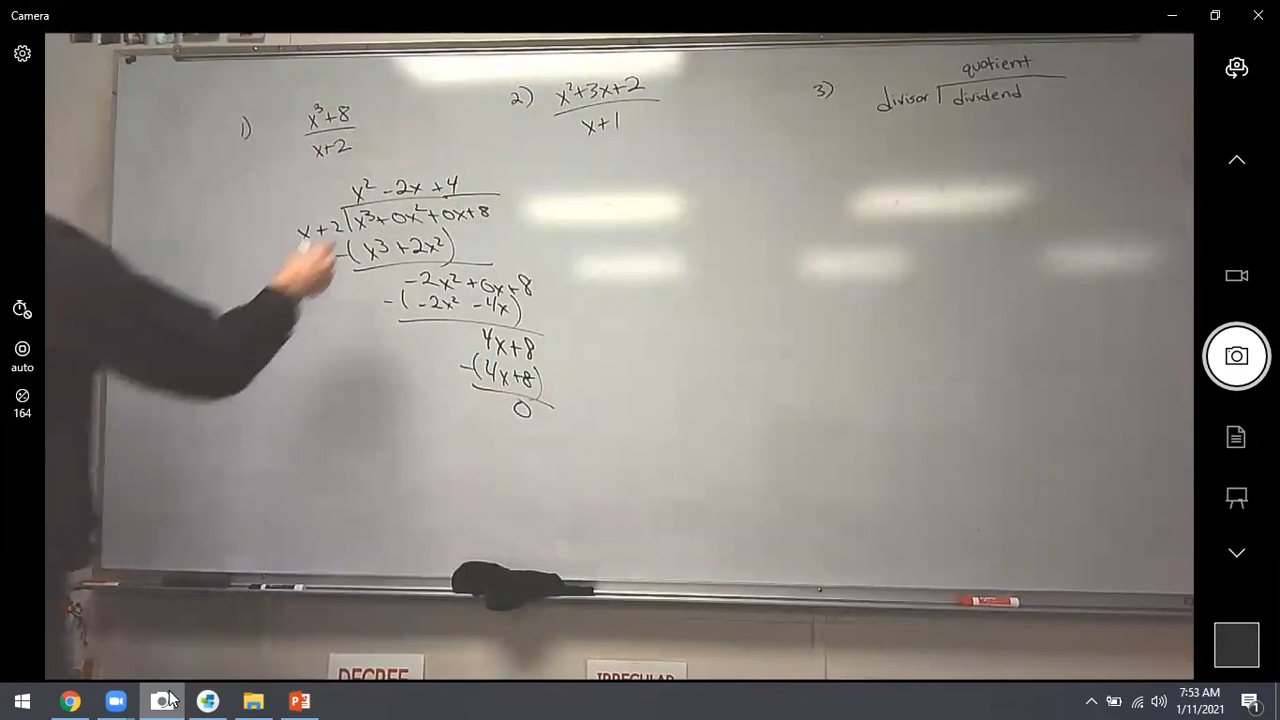 Camera
quotient
1) x³+8
x+2
2) x²+3x+2
x+1
3) divisor dividend
x² -2x +4
x+2 x³+0x²+0x+8
-(x³+2x²)
-2x²+0x+8
-(-2x² -4x)
4x+8
-(4x+8)
0
auto
164
DEGREE
IRREGULAR
7:53 AM
1/11/2021
1